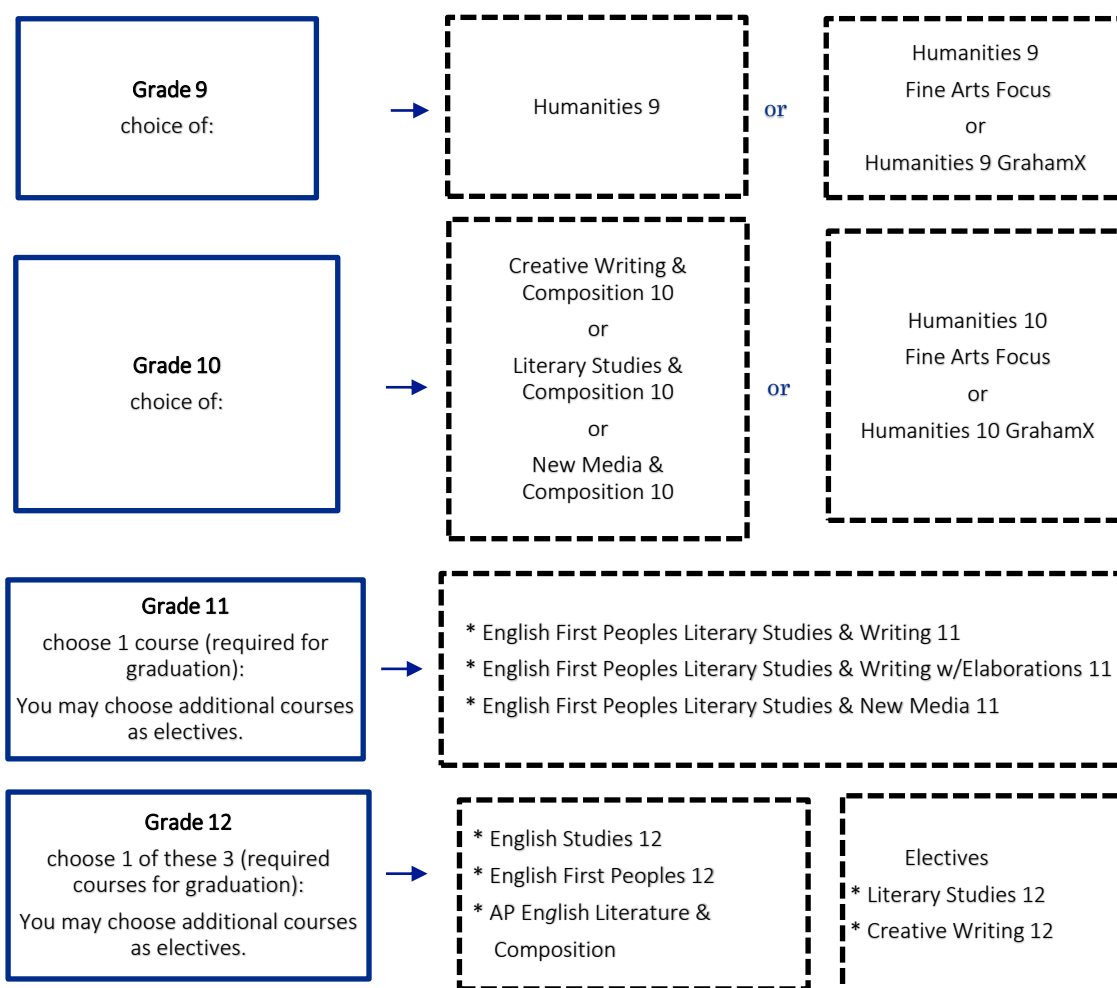 Grade 9
choice of:
Humanities 9
or
Humanities 9
Fine Arts Focus
or
Humanities 9 GrahamX
Grade 10
choice of:
Creative Writing &
Composition 10
or
Literary Studies &
Composition 10
or
New Media &
Composition 10
or
Humanities 10
Fine Arts Focus
or
Humanities 10 GrahamX
Grade 11
choose 1 course (required for
graduation):
You may choose additional courses
as electives.
* English First Peoples Literary Studies & Writing 11
* English First Peoples Literary Studies & Writing w/Elaborations 11
* English First Peoples Literary Studies & New Media 11
Grade 12
choose 1 of these 3 (required
courses for graduation):
You may choose additional courses
as electives.
* English Studies 12
* English First Peoples 12
* AP English Literature &
Composition
Electives
* Literary Studies 12
* Creative Writing 12